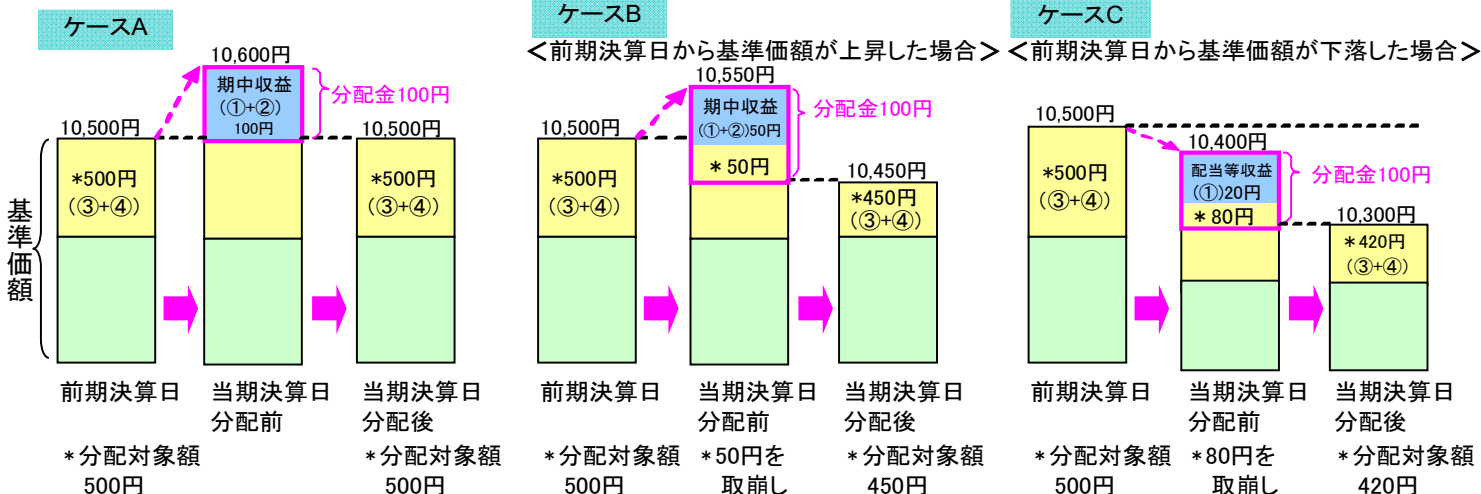 ケースA
10,600円
期中収益
(①+②)
100円
分配金100円
10,500円
10,500円
*500円
(③+④)
*500円
(③+④)
基準価額
前期決算日
当期決算日
分配前
当期決算日
分配後
*分配対象額
500円
*分配対象額
500円
ケースB
<前期決算日から基準価額が上昇した場合>
10,550円
期中収益
(①+②)50円
*50円
分配金100円
10,500円
10,450円
*500円
(③+④)
*450円
(③+④)
前期決算日
当期決算日
分配前
当期決算日
分配後
*分配対象額
500円
*50円を
取崩し
*分配対象額
450円
ケースC
<前期決算日から基準価額が下落した場合>
10,500円
10,400円
配当等収益
(①)20円
*80円
分配金100円
*500円
(③+④)
10,300円
*420円
(③+④)
前期決算日
当期決算日
分配前
当期決算日
分配後
*分配対象額
500円
*80円を
取崩し
*分配対象額
420円